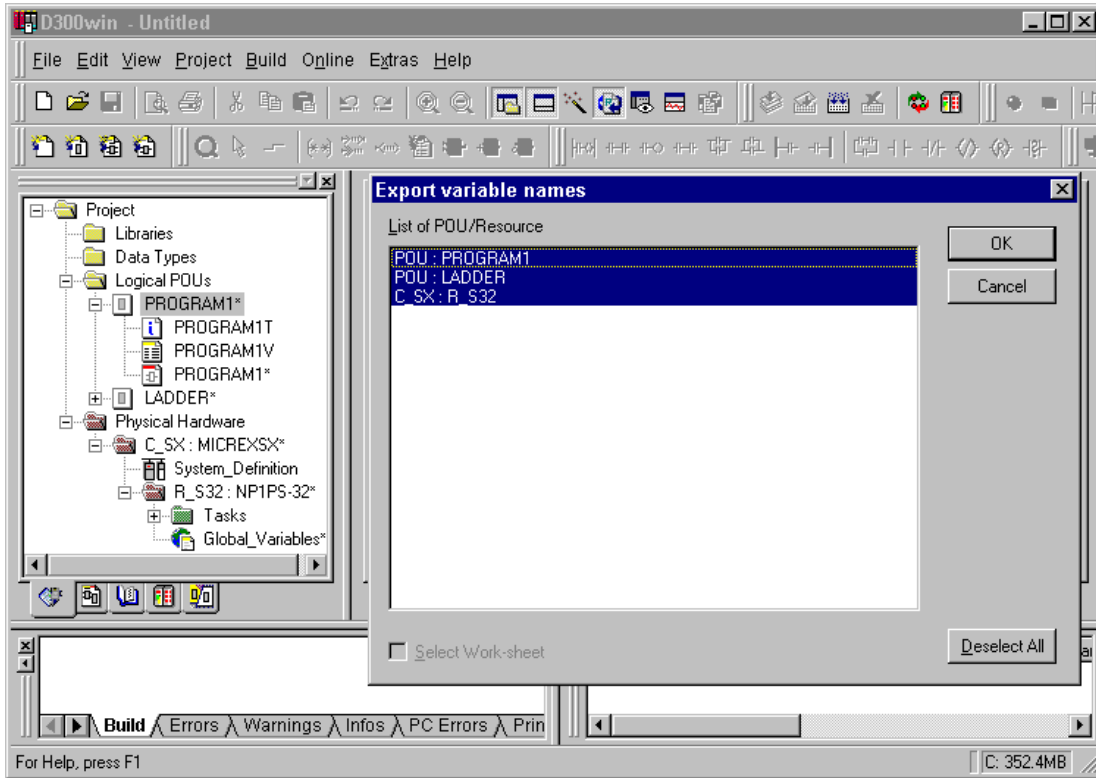 D300win - Untitled
File Edit View Project Build Online Extras Help
Export variable names
List of POU/Resource
POU : PROGRAM1
POU : LADDER
C_SX : R_S32
OK
Cancel
Select Work-sheet
Deselect All
Project
Libraries
Data Types
Logical POUs
PROGRAM1*
PROGRAM1T
PROGRAM1V
PROGRAM1*
LADDER*
Physical Hardware
C_SX : MICREXSX*
System_Definition
R_S32 : NP1PS-32*
Tasks
Global_Variables*
Build Errors Warnings Infos PC Errors Prin
For Help, press F1
C: 352.4MB